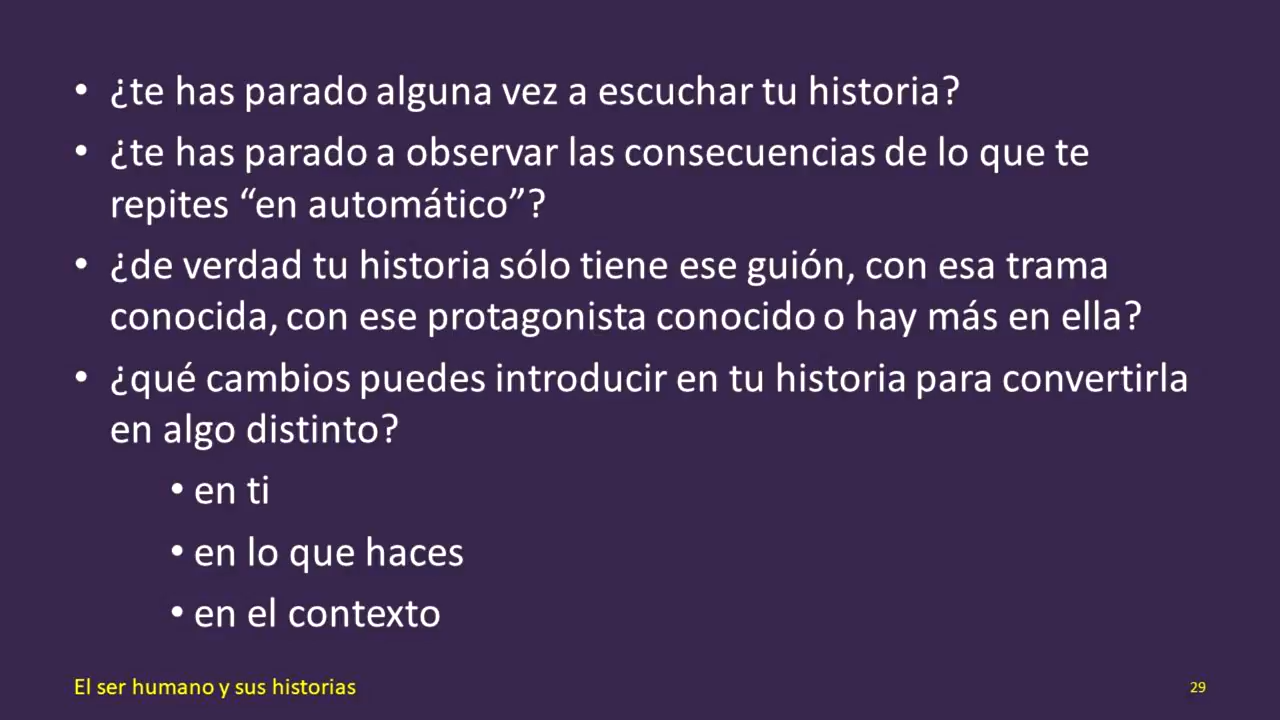 • ¿te has parado alguna vez a escuchar tu historia?
• ¿te has parado a observar las consecuencias de lo que te
repites “en automático”?
• ¿de verdad tu historia sólo tiene ese guión, con esa trama
conocida, con ese protagonista conocido o hay más en ella?
• ¿qué cambios puedes introducir en tu historia para convertirla
en algo distinto?
• en ti
• en lo que haces
• en el contexto
El ser humano y sus historias
29